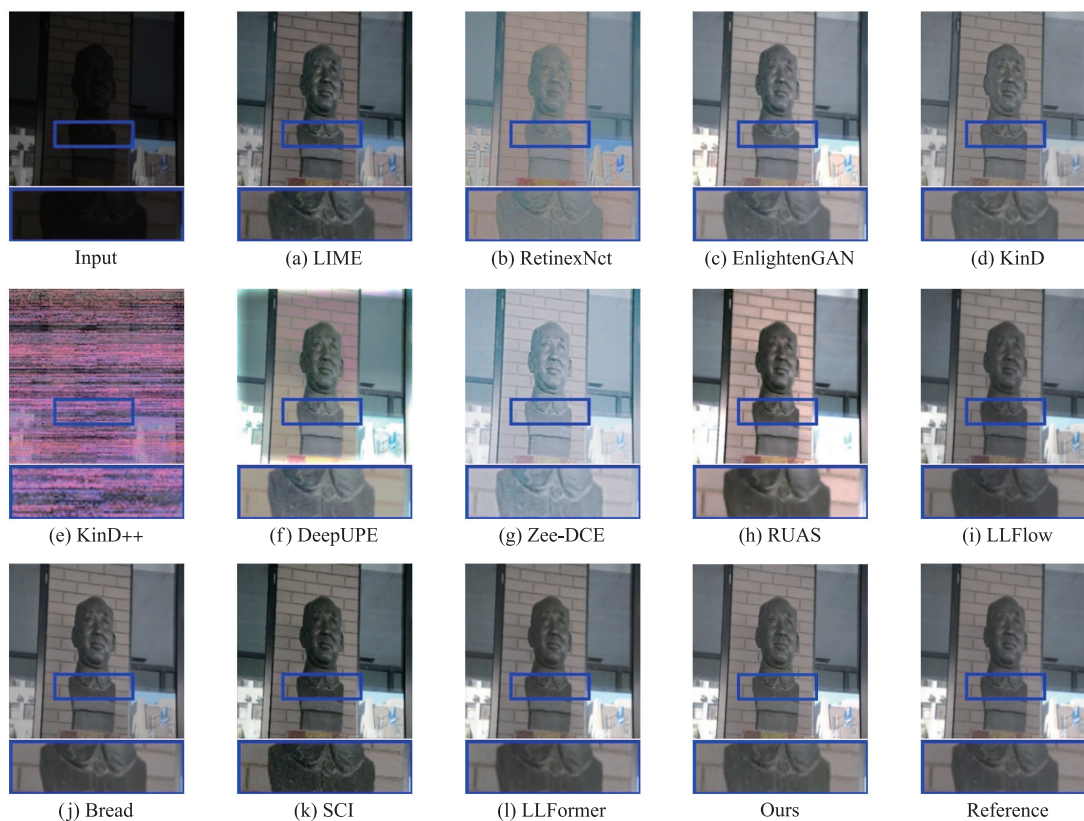 Input
(a) LIME
(b) RetinexNct
(c) EnlightenGAN
(d) KinD
(e) KinD++
(f) DeepUPE
(g) Zee-DCE
(h) RUAS
(i) LLFlow
(j) Bread
(k) SCI
(l) LLFormer
Ours
Reference